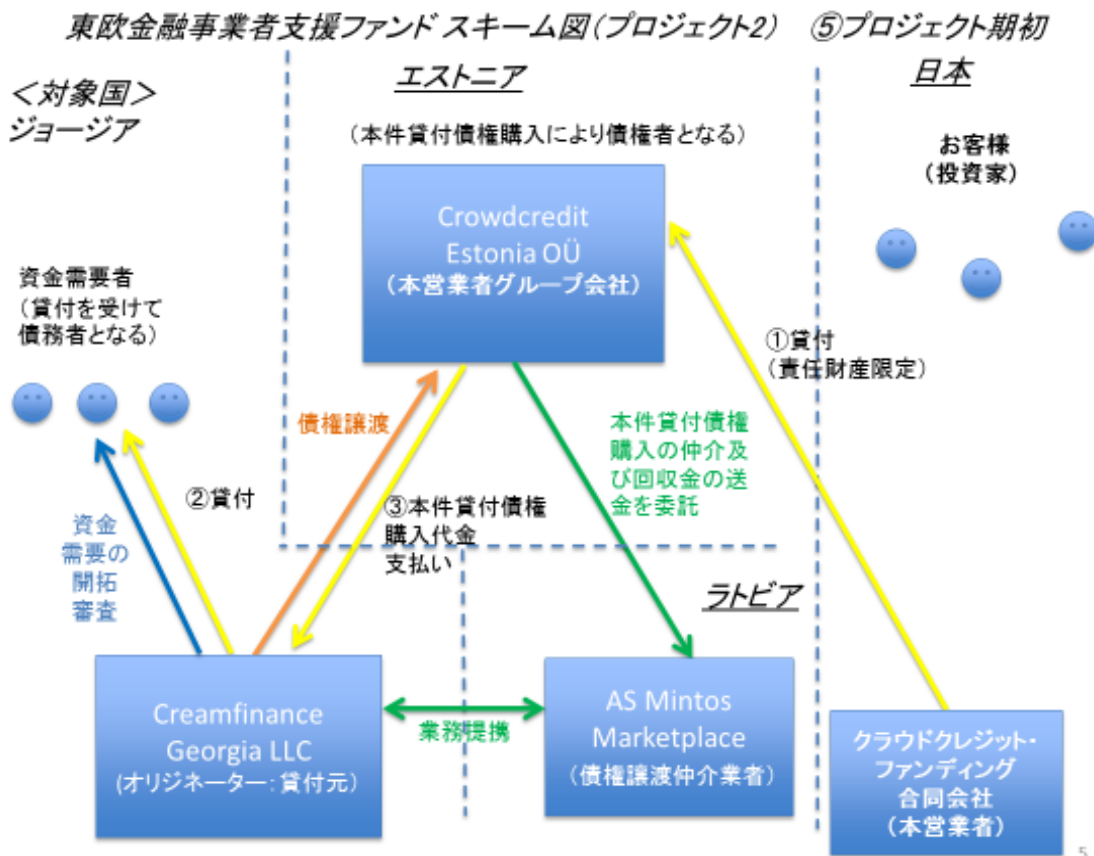 東欧金融事業者支援ファンド スキーム図(プロジェクト2) ⑤プロジェクト期初
＜対象国＞
ジョージア
エストニア
日本
(本件貸付債権購入により債権者となる)
お客様
(投資家)
Crowdcredit
Estonia OÜ
(本営業者グループ会社)
資金需要者
(貸付を受けて
債務者となる)
①貸付
(責任財産限定)
債権譲渡
本件貸付債権
購入の仲介及
び回収金の送
金を委託
②貸付
③本件貸付債権
購入代金
支払い
資金
需要の
開拓
審査
ラトビア
Creamfinance
Georgia LLC
(オリジネーター：貸付元)
業務提携
AS Mintos
Marketplace
(債権譲渡仲介業者)
クラウドクレジット・
ファンディング
合同会社
(本営業者)
5